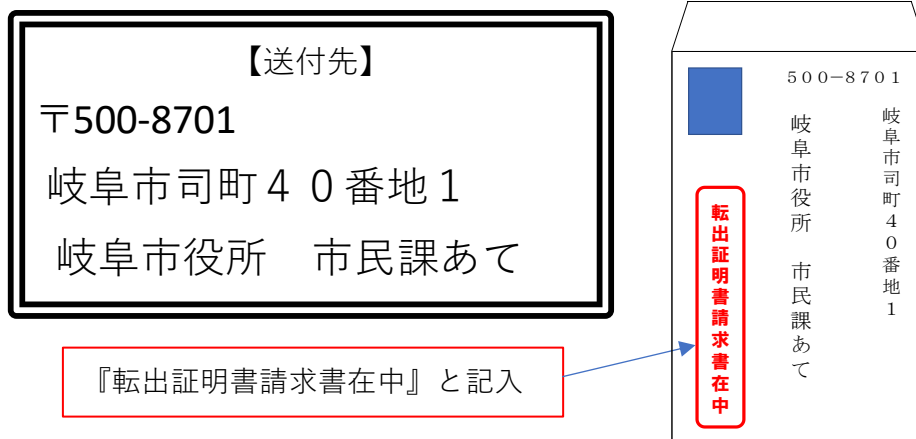 【送付先】
〒500-8701
岐阜市司町４０番地１
岐阜市役所　市民課あて
『転出証明書請求書在中』と記入
５００−８７０１
岐阜市司町４０番地１
岐阜市役所　市民課あて
転出証明書請求書在中